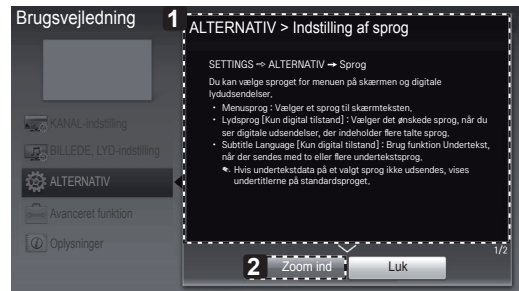 Brugsvejledning
1
KANAL-indstilling
BILLEDE, LYD-indstilling
ALTERNATIV
Avanceret funktion
Oplysninger
ALTERNATIV > Indstilling af sprog
SETTINGS ⇨ ALTERNATIV ➞ Sprog
Du kan vælge sproget for menuen på skærmen og digitale
lydudsendelser.
• Menusprog : Vælger et sprog til skærmteksten.
• Lydsprog [Kun digital tilstand] : Vælger det ønskede sprog, når du
ser digitale udsendelser, der indeholder flere talte sprog.
• Subtitle Language [Kun digital tilstand] : Brug funktion Undertekst,
når der sendes med to eller flere undertekstsprog.
✎ Hvis undertekstdata på et valgt sprog ikke udsendes, vises
undertitlerne på standardsproget.
1/2
2
Zoom ind
Luk